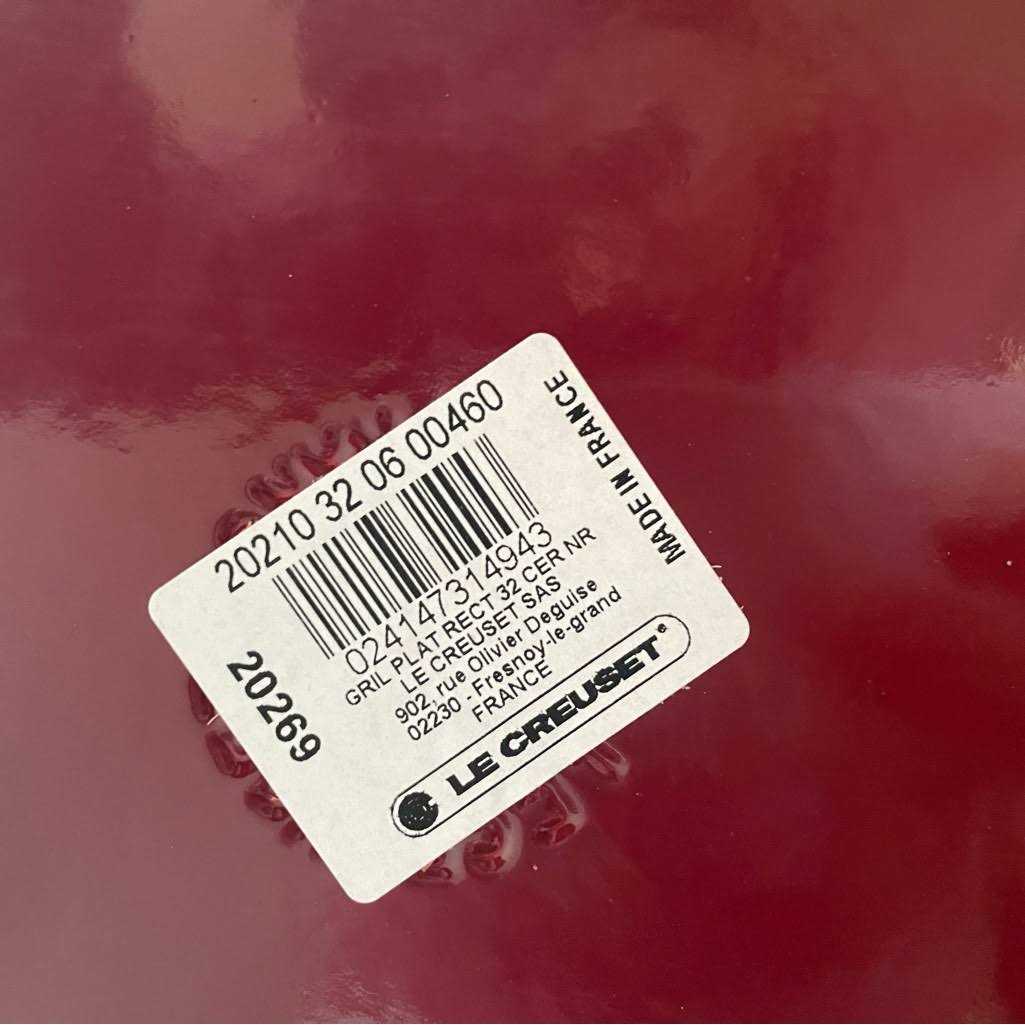 20210 32 06 00460
024147314943
GRIL PLAT RECT 32 CER NR
LE CREUSET SAS
902, rue Olivier Deguise
02230 - Fresnoy-le-grand
FRANCE
LE CREUSET®
MADE IN FRANCE
20269